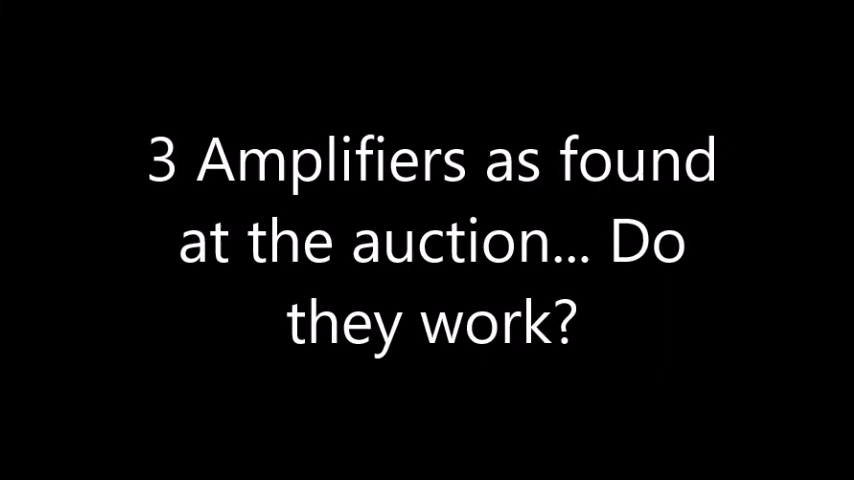 3 Amplifiers as found
at the auction... Do
they work?